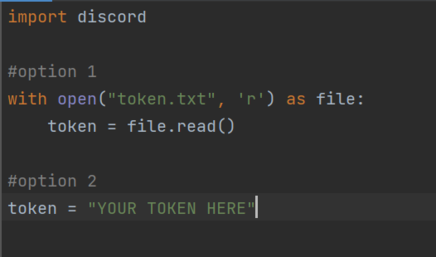 import discord
#option 1
with open("token.txt", 'r') as file:
    token = file.read()
#option 2
token = "YOUR TOKEN HERE"